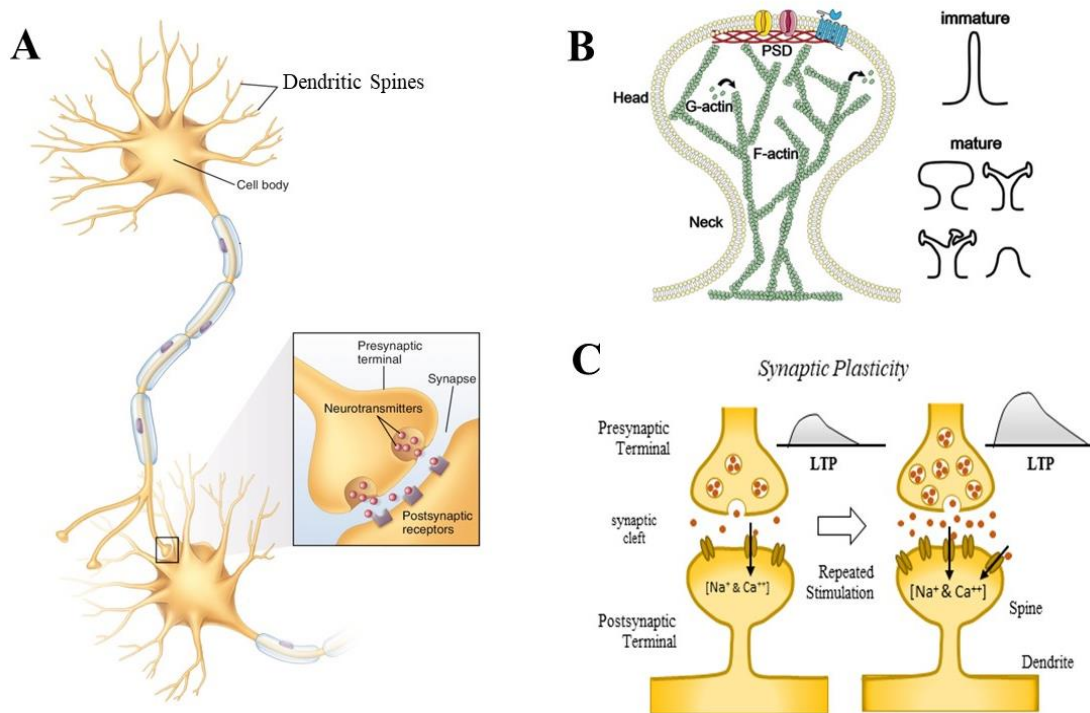 A
Dendritic Spines
Cell body
Presynaptic
terminal
Synapse
Neurotransmitters
Postsynaptic
receptors
B
PSD
Head
G-actin
F-actin
Neck
immature
mature
C
Synaptic Plasticity
Presynaptic
Terminal
LTP
LTP
synaptic
cleft
Repeated
Stimulation
[Na⁺ & Ca⁺⁺]
[Na⁺ & Ca⁺⁺]
Spine
Postsynaptic
Terminal
Dendrite